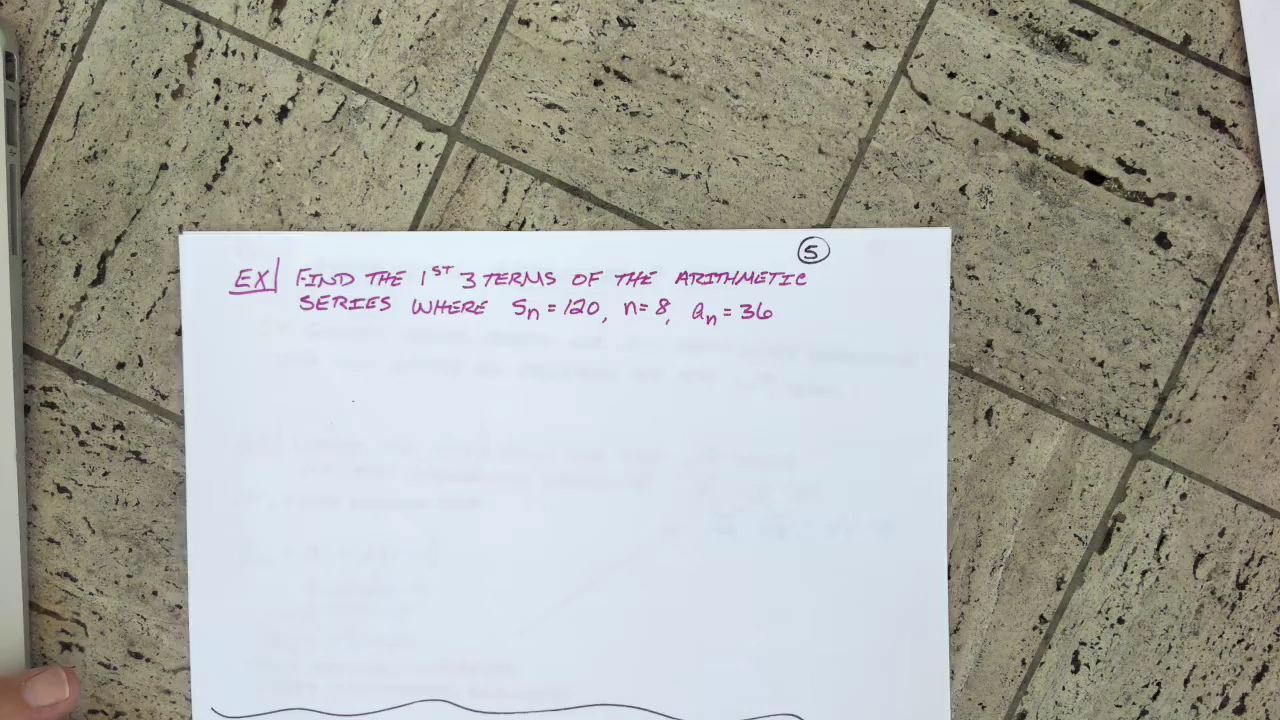 5
EX FIND THE 1ST 3 TERMS OF THE ARITHMETIC
SERIES WHERE Sn = 120, n = 8, an = 36